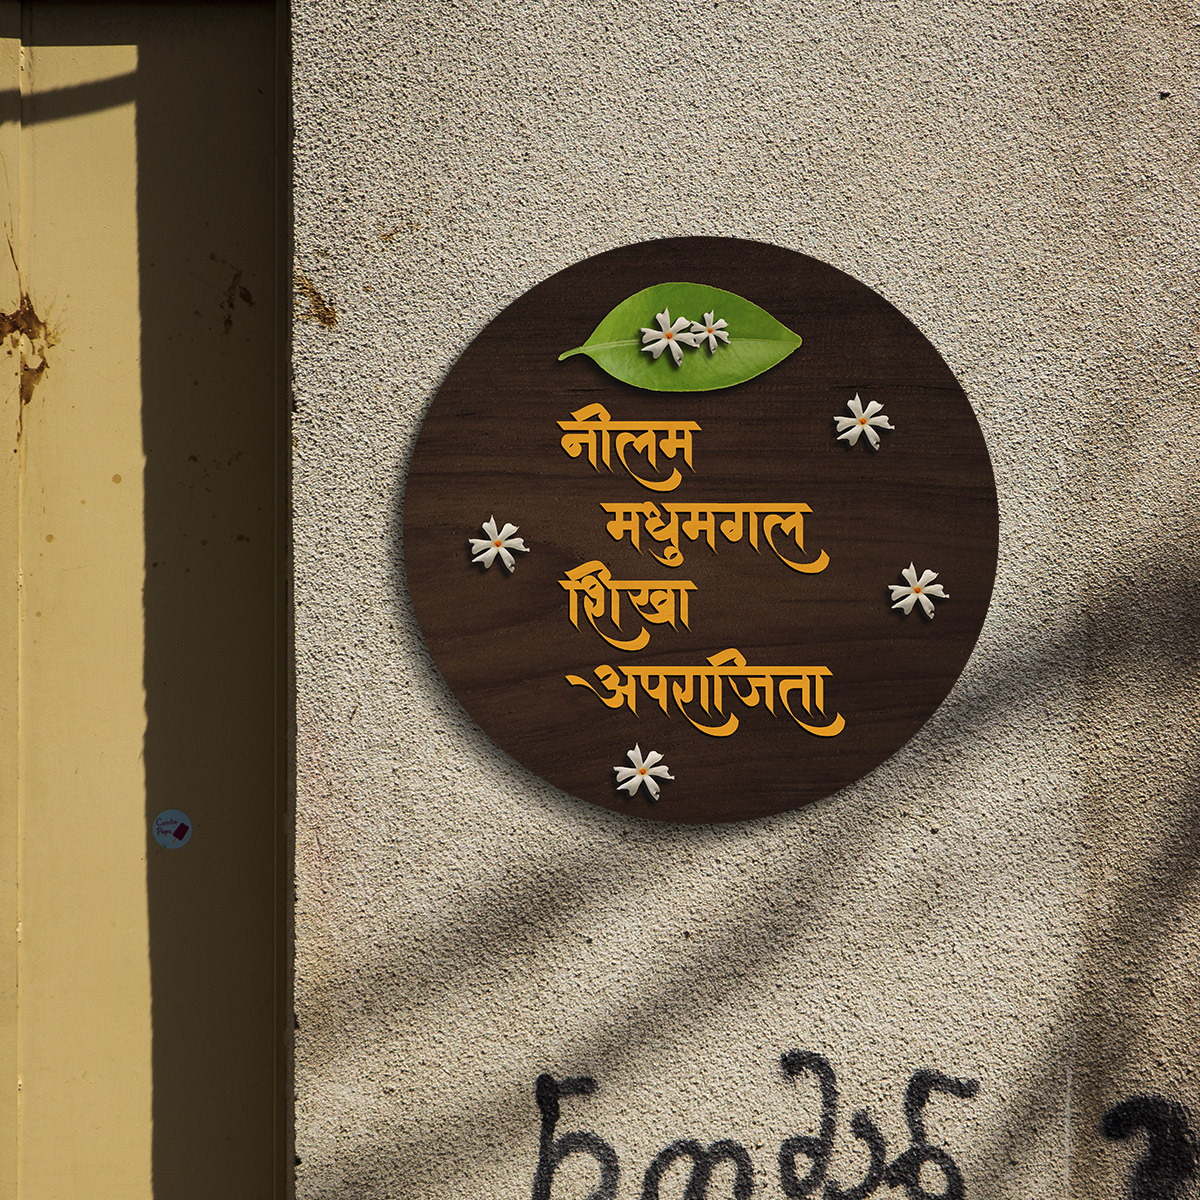 नीलम
मधुमगल
शिखा
अपराजिता